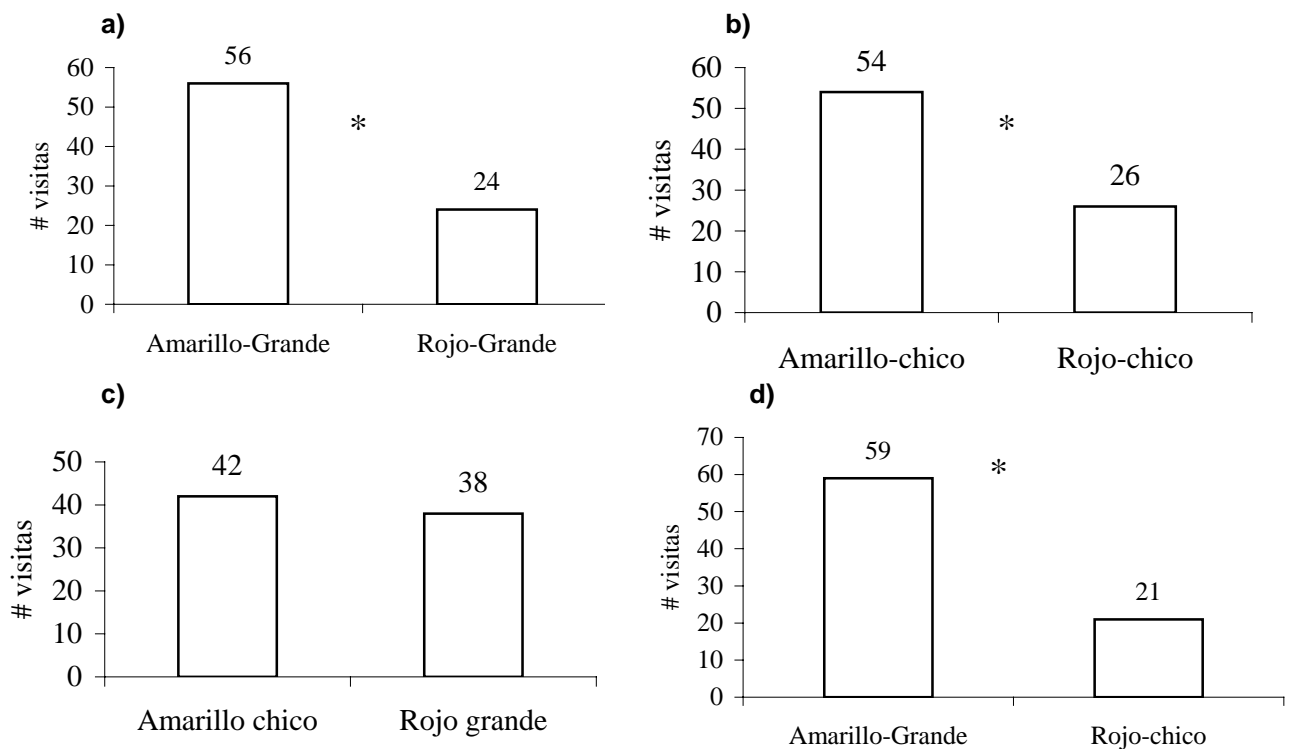 a)
56
*
24
# visitas
60
50
40
30
20
10
0
Amarillo-Grande
Rojo-Grande
b)
54
*
26
# visitas
60
50
40
30
20
10
0
Amarillo-chico
Rojo-chico
c)
42
38
# visitas
50
40
30
20
10
0
Amarillo chico
Rojo grande
d)
59
*
21
# visitas
70
60
50
40
30
20
10
0
Amarillo-Grande
Rojo-chico